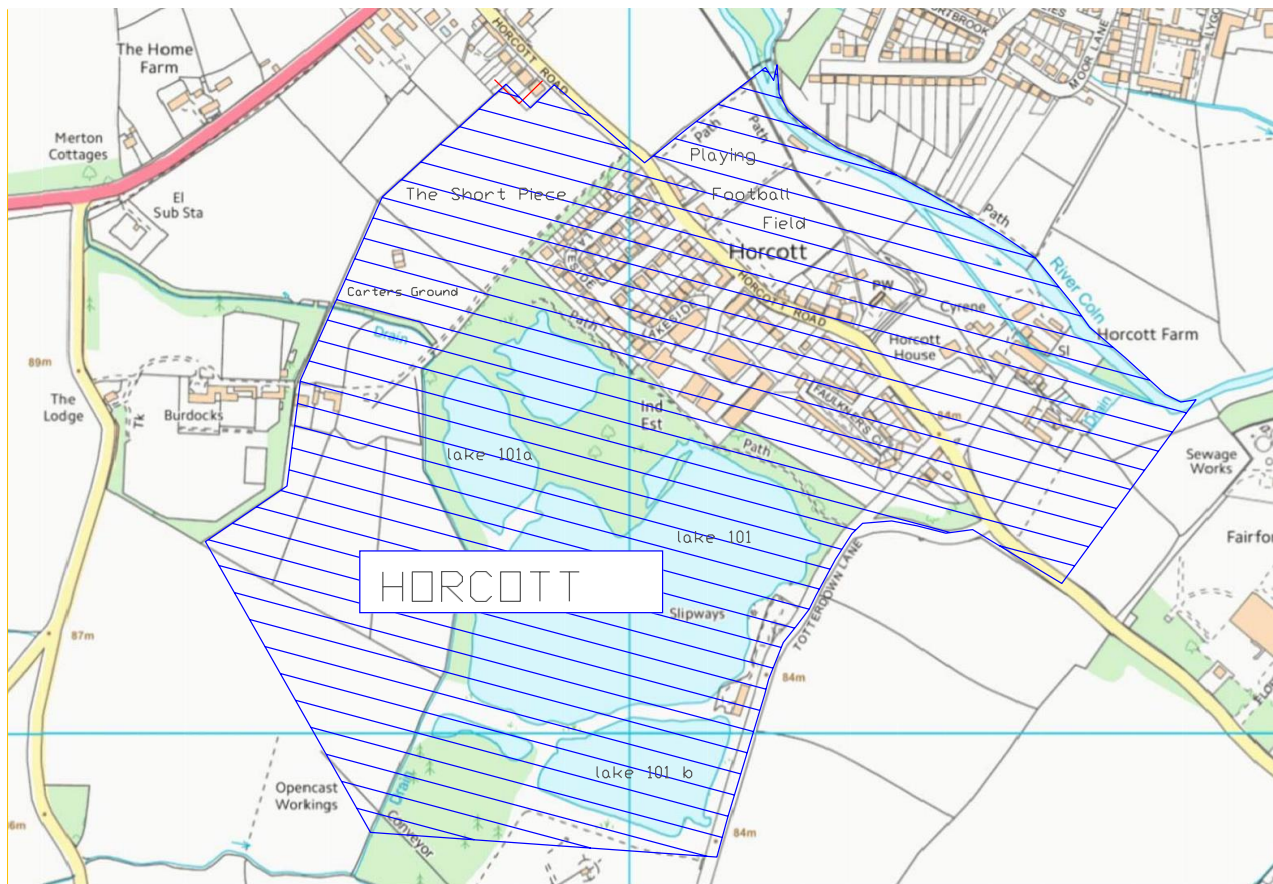 HORCOTT ROAD
The Home
Farm
MOOR LANE
Merton
Cottages
Path
Path
Playing
El
Sub Sta
The Short Piece
Football
Path
Field
LAKESIDE
Horcott
River Coln
HORCOTT ROAD
PW
Carters Ground
Cyrene
LAKESIDE
Path
Drain
Horcott
House
Horcott Farm
SI
89m
The
Lodge
Tk
Burdocks
Ind
Est
FAULKNER'S CL
84m
Drain
Path
lake 101a
Sewage
Works
lake 101
HORCOTT
TOTTERDOWN LANE
Slipways
87m
84m
lake 101 b
Opencast
Workings
Drain
Conveyor
84m